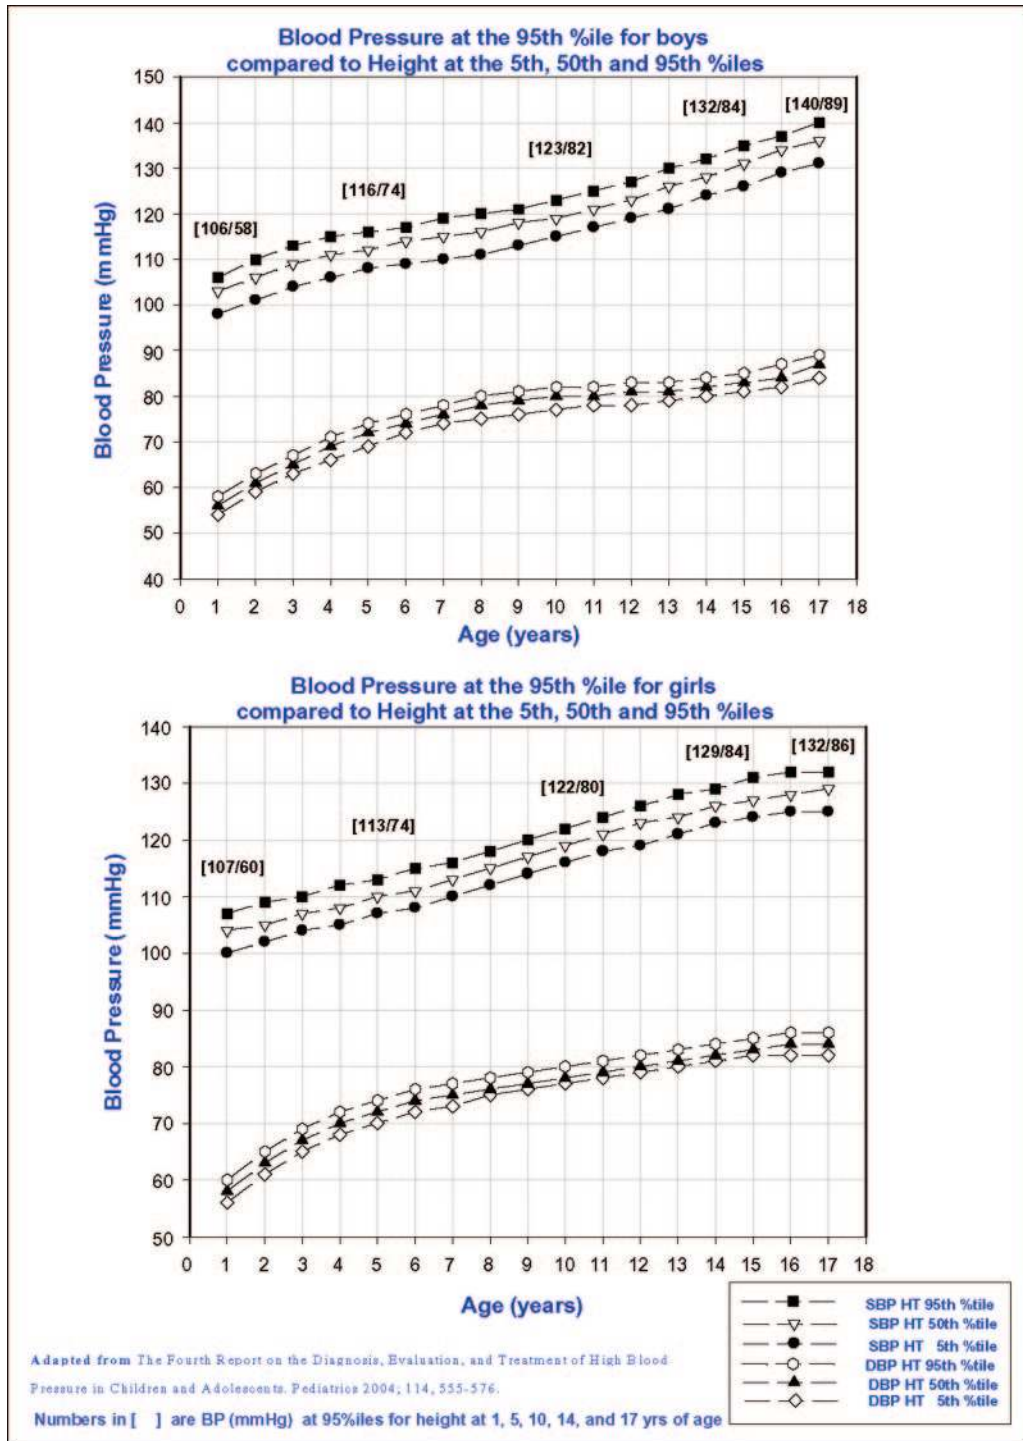 Blood Pressure at the 95th %ile for boys
compared to Height at the 5th, 50th and 95th %iles
150
140
130
120
110
100
90
80
70
60
50
40
Blood Pressure (mmHg)
[106/58]
[116/74]
[123/82]
[132/84]
[140/89]
0 1 2 3 4 5 6 7 8 9 10 11 12 13 14 15 16 17 18
Age (years)
Blood Pressure at the 95th %ile for girls
compared to Height at the 5th, 50th and 95th %iles
140
130
120
110
100
90
80
70
60
50
Blood Pressure (mmHg)
[107/60]
[113/74]
[122/80]
[129/84]
[132/86]
0 1 2 3 4 5 6 7 8 9 10 11 12 13 14 15 16 17 18
Age (years)
SBP HT 95th %tile
SBP HT 50th %tile
SBP HT 5th %tile
DBP HT 95th %tile
DBP HT 50th %tile
DBP HT 5th %tile
Adapted from The Fourth Report on the Diagnosis, Evaluation, and Treatment of High Blood
Pressure in Children and Adolescents. Pediatrics 2004; 114, 555-576.
Numbers in [ ] are BP (mmHg) at 95%iles for height at 1, 5, 10, 14, and 17 yrs of age